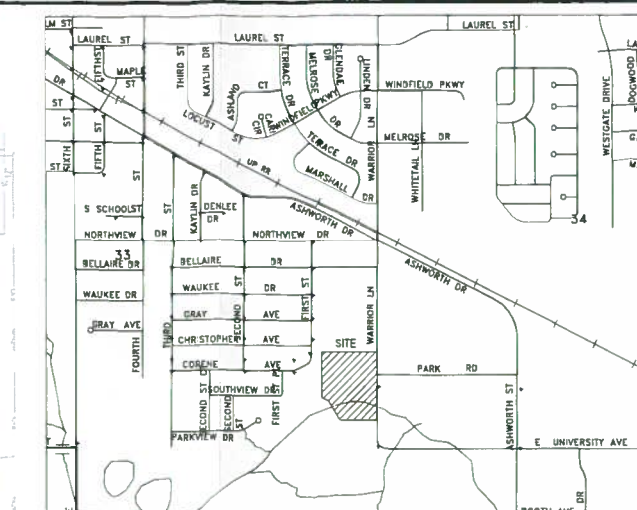 LM ST
LAUREL ST
LAUREL ST
LAUREL ST
FIFTH ST
MAPLE
ST
THIRD ST
KAYLIN DR
TERRACE DR
MELROSE
GLENDAE
LINDEN DR
DR
ASHLAND
CT
WINDFIELD PKWY
WINDFIELD PKWY
WESTGATE DRIVE
DOGWOOD
ST
LOCUST ST
CIR
DR
WARRIOR LN
MELROSE DR
WHITETAIL LN
ST
SIXTH
ST
FIFTH
ST
UP RR
TERRACE DR
MARSHALL
DR
34
S SCHOOL ST
ST
KAYLIN DR
DENLEE
DR
ASHWORTH DR
NORTHVIEW DR
NORTHVIEW DR
33
BELLAIRE DR
BELLAIRE DR
ASHWORTH DR
WAUKEE DR
WAUKEE DR
ST
FIRST ST
WARRIOR LN
GRAY AVE
GRAY AVE
SECOND
FOURTH
THIRD
CHRISTOPHER AVE
SITE
CORENE AVE
PARK RD
SOUTHVIEW DR
SECOND ST
SECOND
ST
FIRST ST
PARKVIEW DR
ASHWORTH ST
E UNIVERSITY AVE
DR